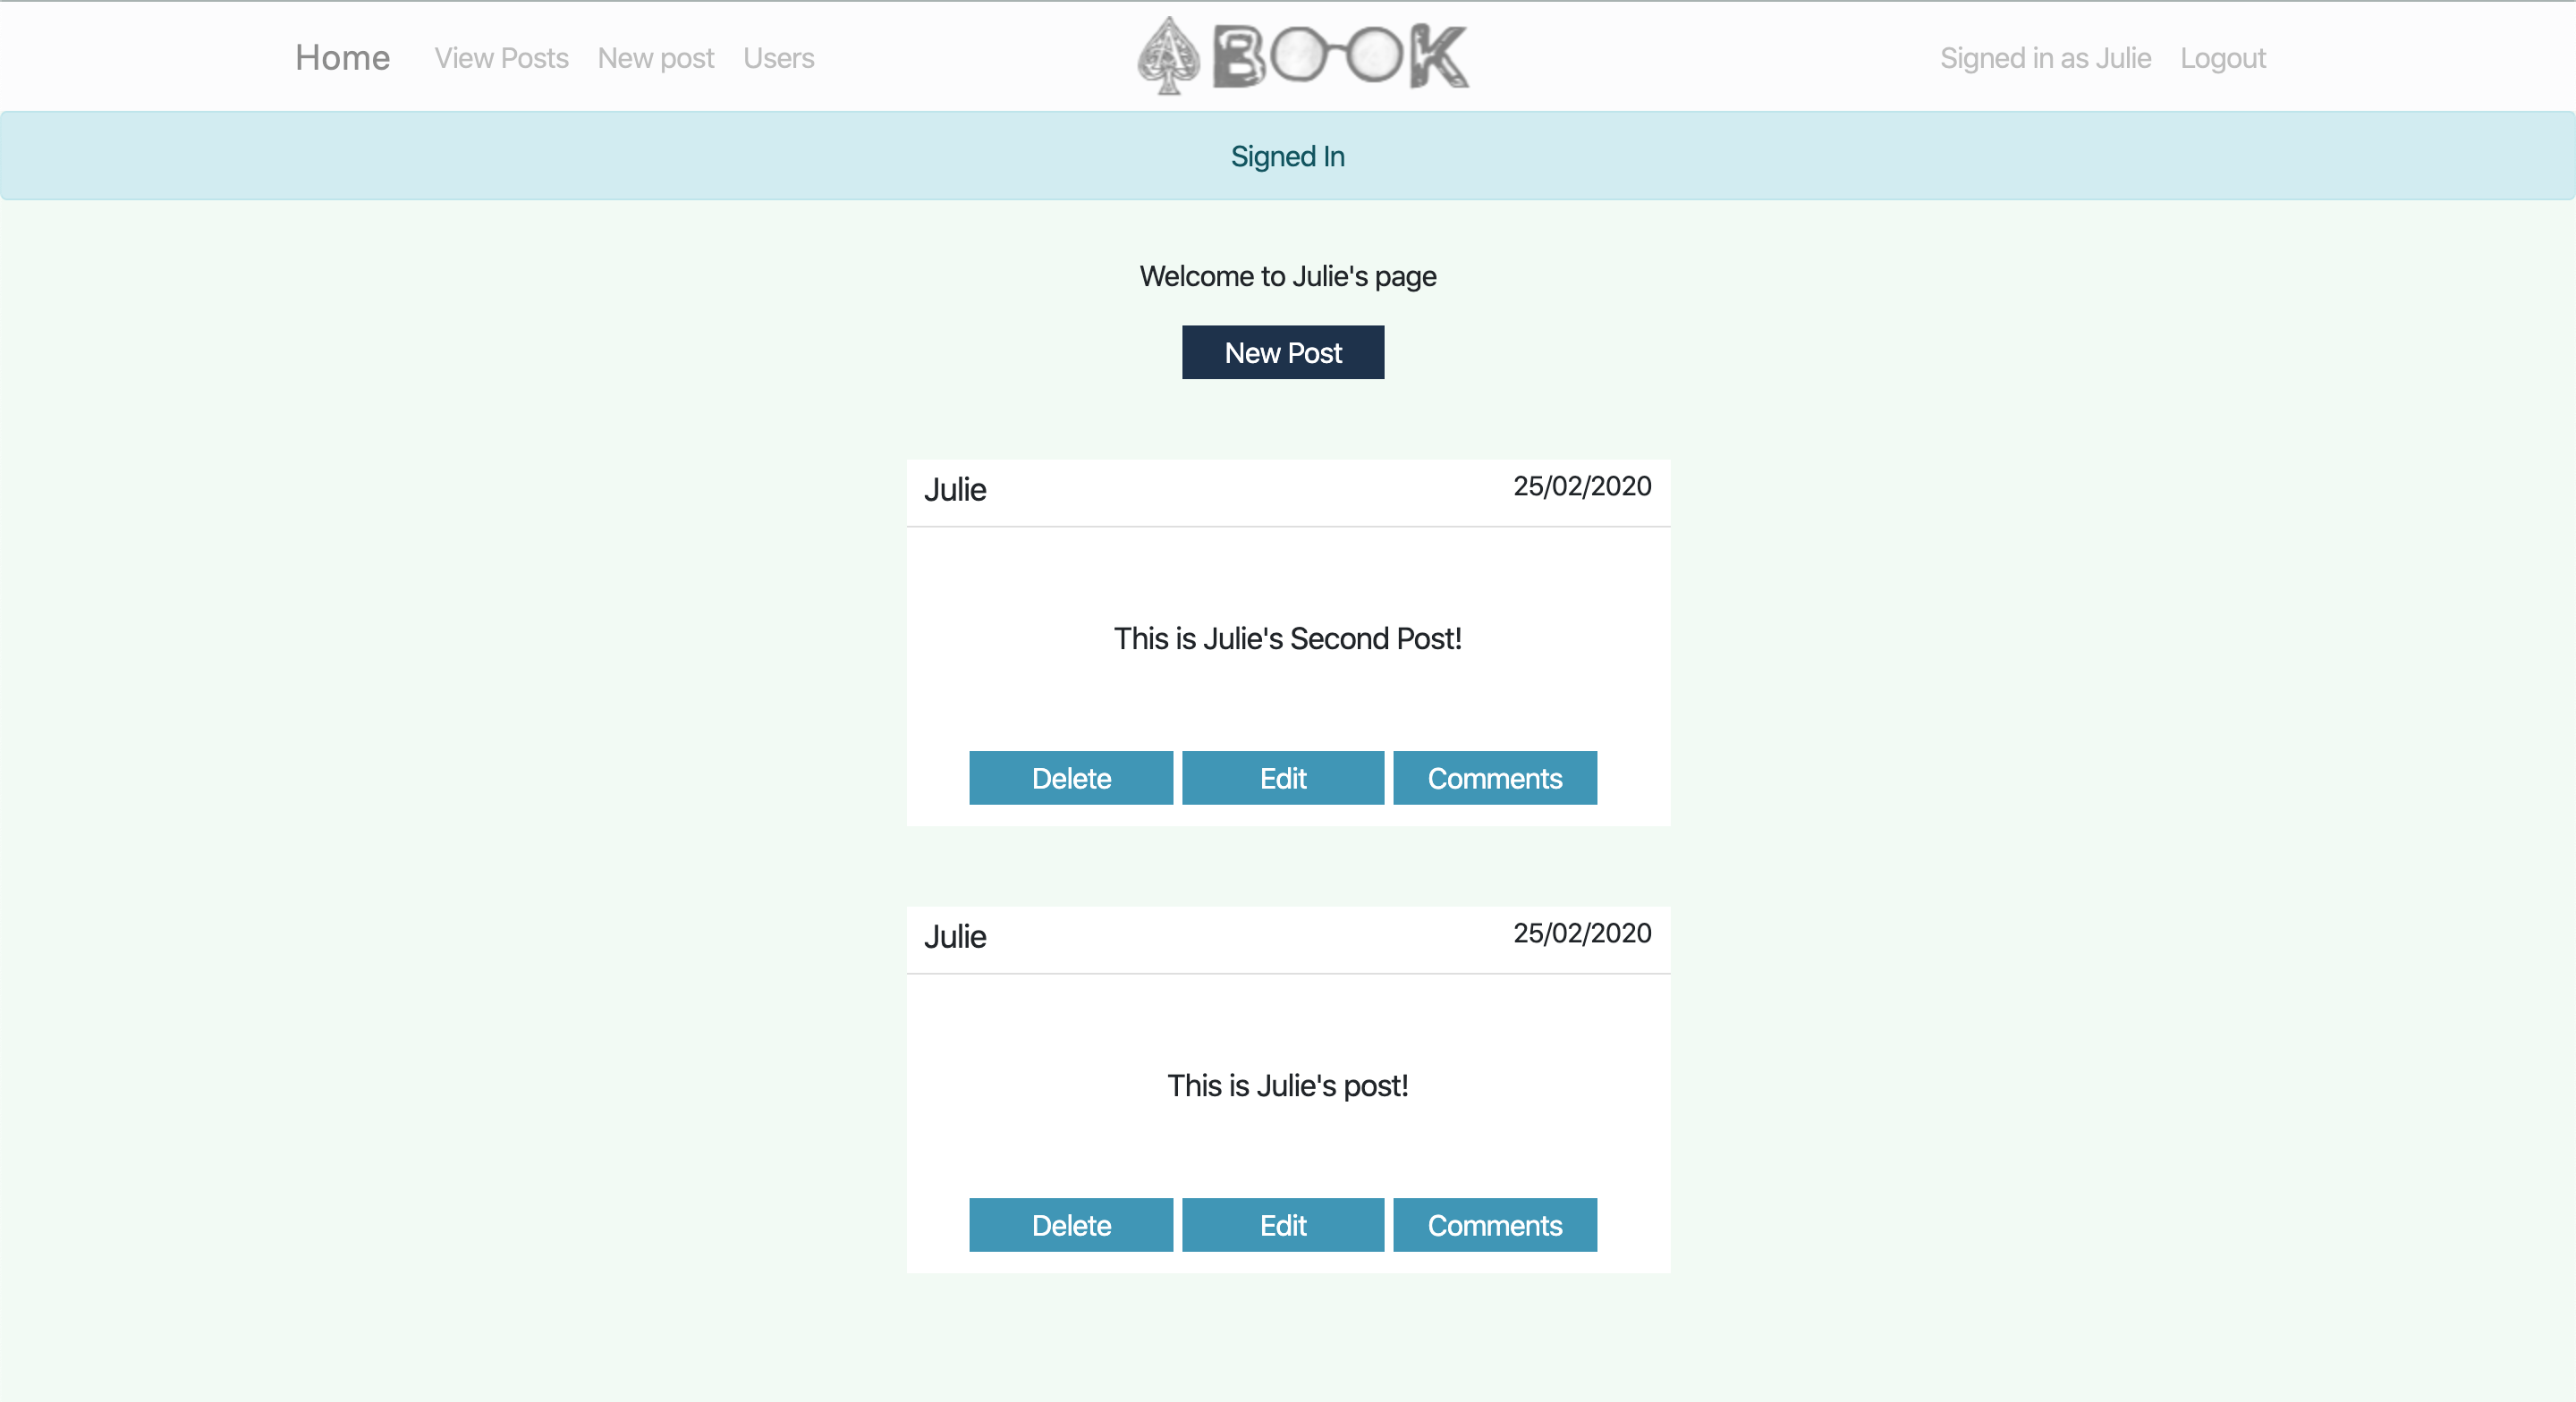 Home View Posts New post Users A BOOK Signed in as Julie Logout
Signed In
Welcome to Julie's page
New Post
Julie 25/02/2020
This is Julie's Second Post!
Delete Edit Comments
Julie 25/02/2020
This is Julie's post!
Delete Edit Comments